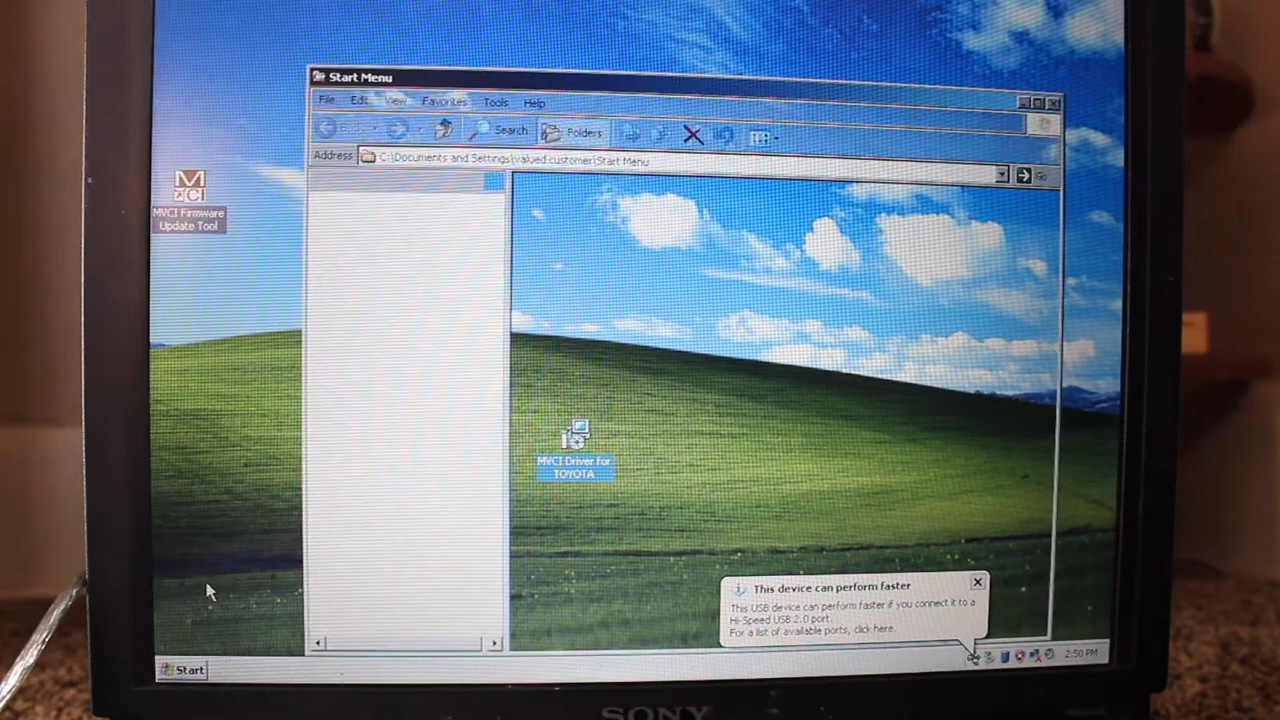 Start Menu
File Edit View Favorites Tools Help
Back Search Folders
Address C:\Documents and Settings\valued customer\Start Menu Go
M
CI
MVCI Firmware
Update Tool
MVCI Driver for
TOYOTA
This device can perform faster
This USB device can perform faster if you connect it to a
Hi-Speed USB 2.0 port.
For a list of available ports, click here.
Start
2:50 PM
SONY